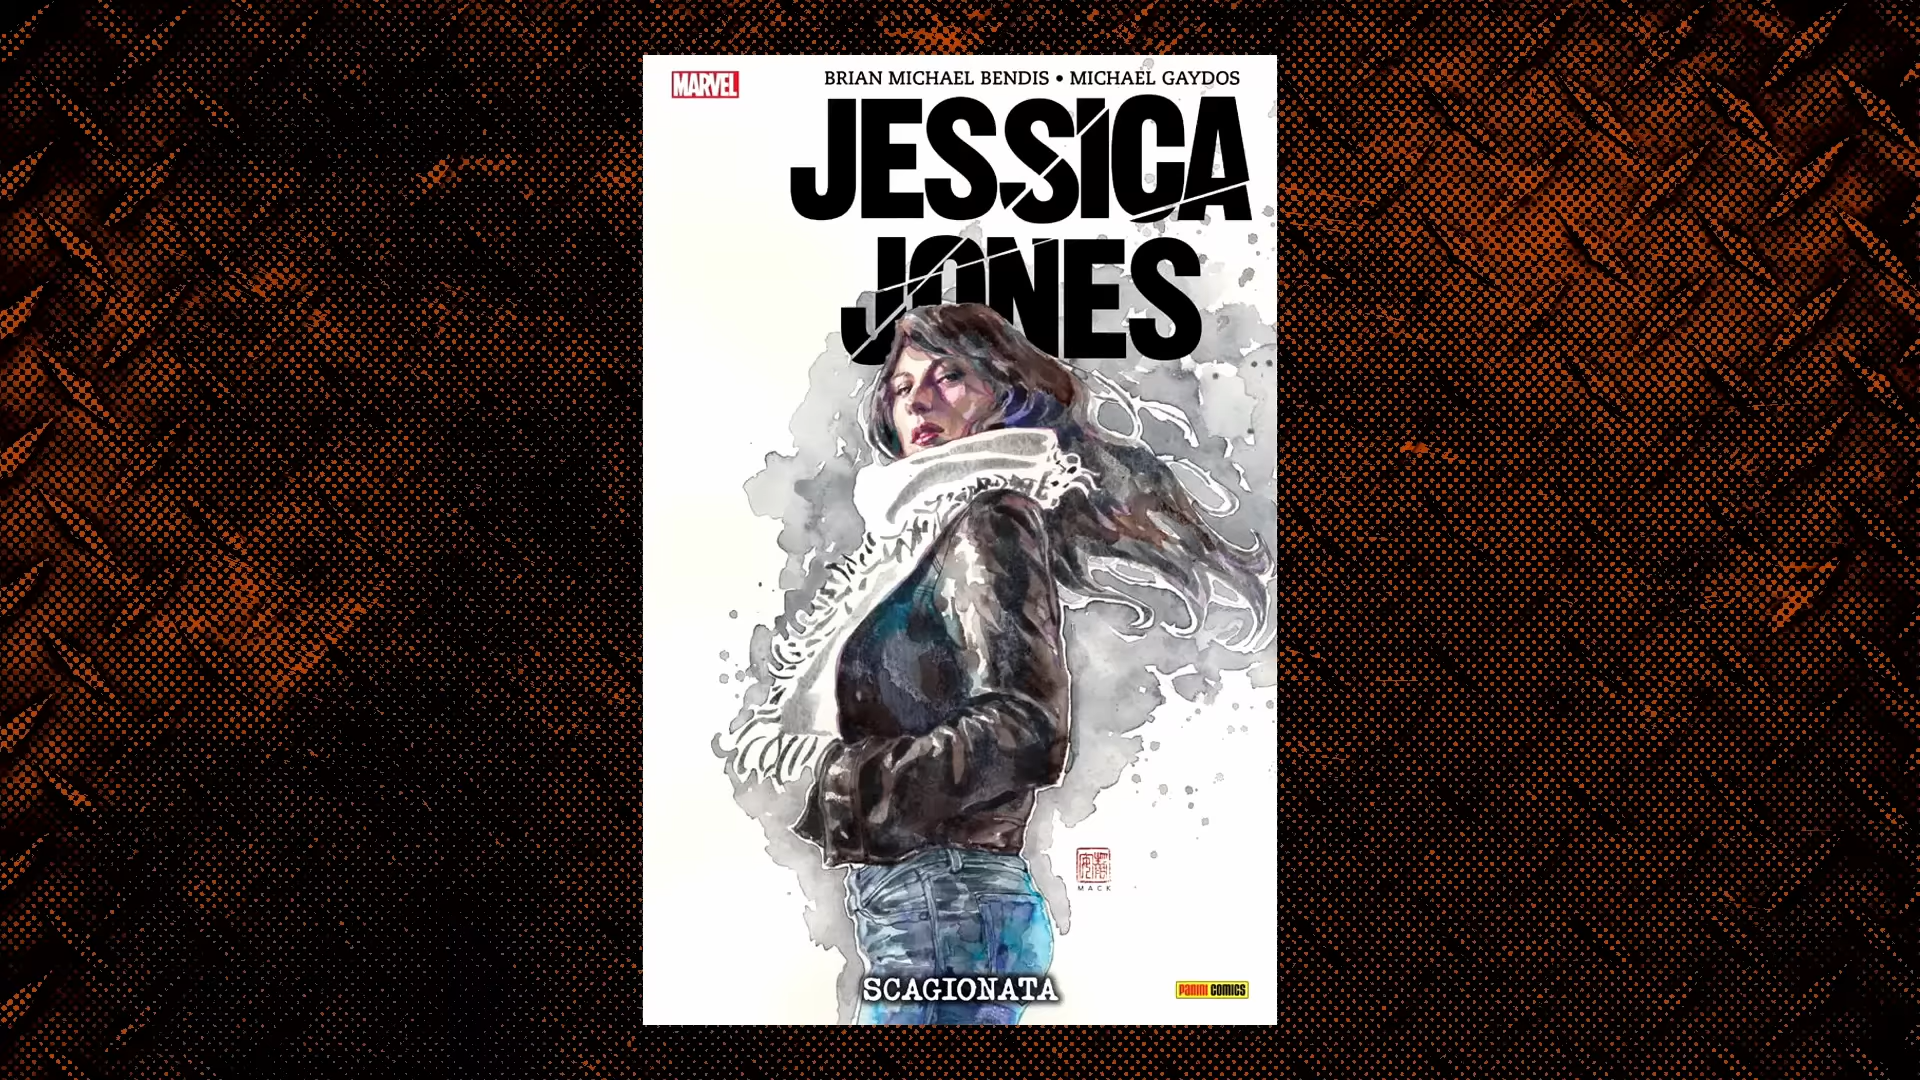 MARVEL
BRIAN MICHAEL BENDIS • MICHAEL GAYDOS
JESSICA
JONES
MACK
SCAGIONATA
PANINI COMICS